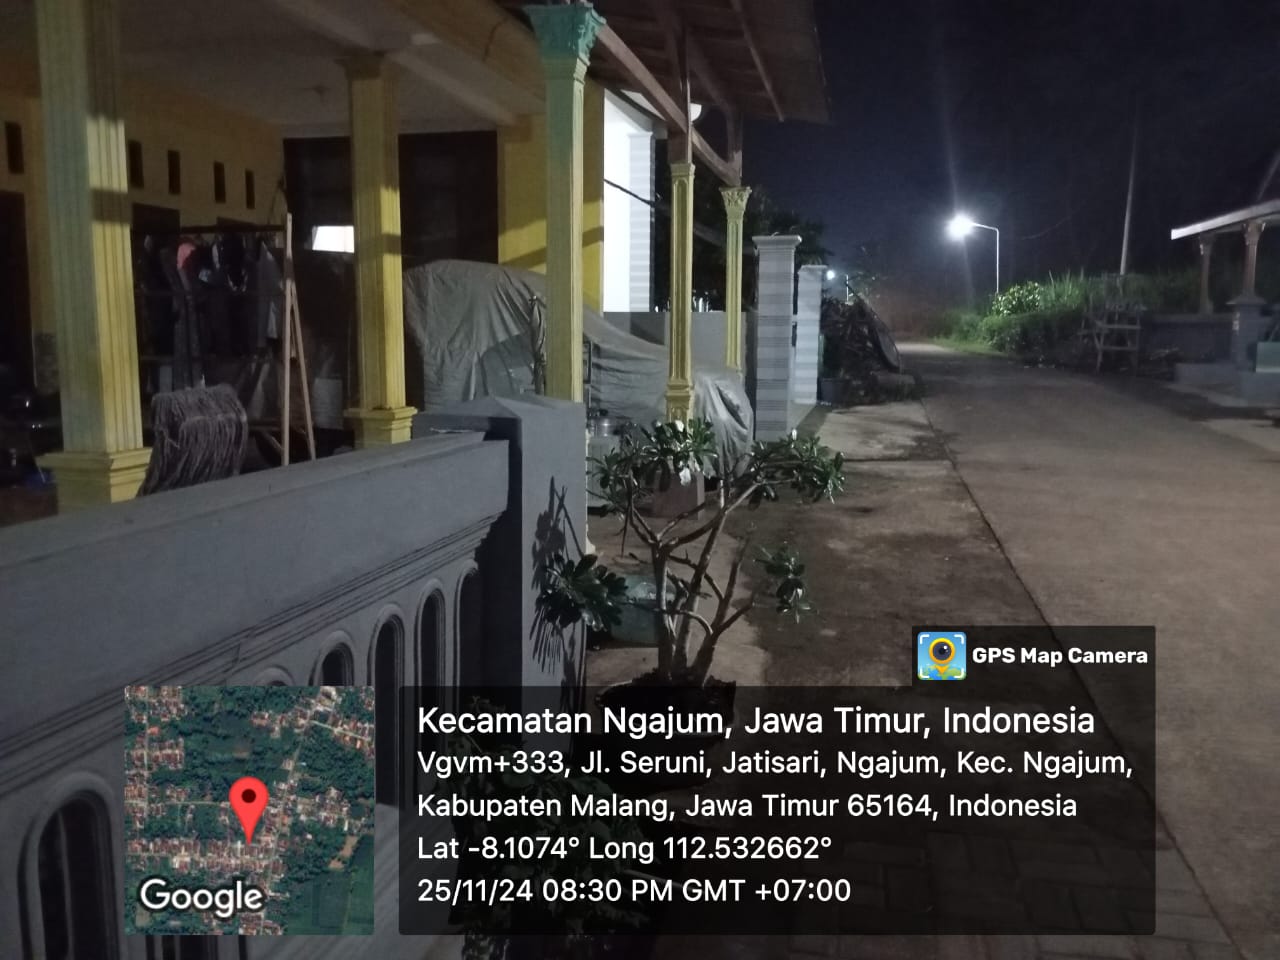 GPS Map Camera
Kecamatan Ngajum, Jawa Timur, Indonesia
Vgvm+333, Jl. Seruni, Jatisari, Ngajum, Kec. Ngajum,
Kabupaten Malang, Jawa Timur 65164, Indonesia
Lat -8.1074° Long 112.532662°
25/11/24 08:30 PM GMT +07:00
Google